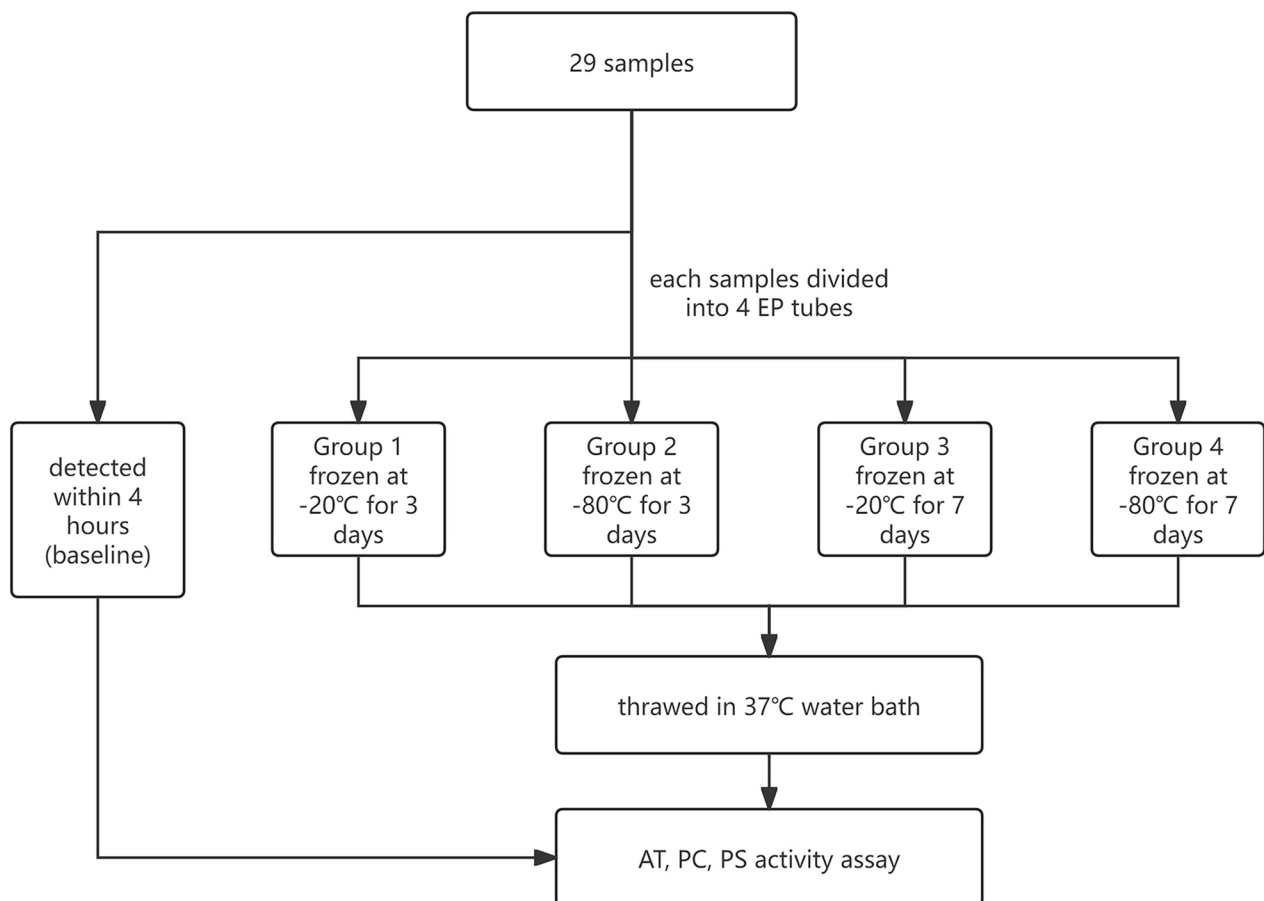 29 samples
each samples divided
into 4 EP tubes
detected
within 4
hours
(baseline)
Group 1
frozen at
-20℃ for 3
days
Group 2
frozen at
-80℃ for 3
days
Group 3
frozen at
-20℃ for 7
days
Group 4
frozen at
-80℃ for 7
days
thrawed in 37℃ water bath
AT, PC, PS activity assay